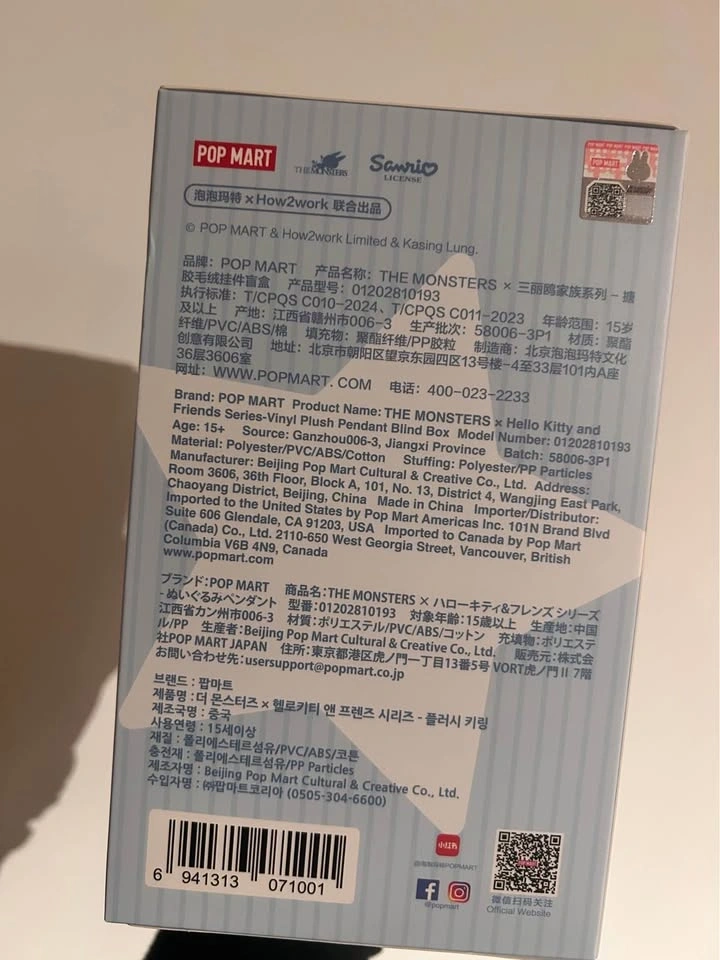 POP MART
THE MONSTERS
Sanrio
LICENSE
POP MART
泡泡玛特×How2work 联合出品
© POP MART & How2work Limited & Kasing Lung.
品牌：POP MART 产品名称：THE MONSTERS × 三丽鸥家族系列－搪
胶毛绒挂件盲盒 产品型号：01202810193
执行标准：T/CPQS C010-2024、T/CPQS C011-2023 年龄范围：15岁
及以上 产地：江西省赣州市006-3 生产批次：58006-3P1 材质：聚酯
纤维/PVC/ABS/棉 填充物：聚酯纤维/PP胶粒 制造商：北京泡泡玛特文化
创意有限公司 地址：北京市朝阳区望京东园四区13号楼-4至33层101内A座
36层3606室
网址：WWW.POPMART.COM 电话：400-023-2233
Brand: POP MART Product Name: THE MONSTERS × Hello Kitty and
Friends Series-Vinyl Plush Pendant Blind Box Model Number: 01202810193
Age: 15+ Source: Ganzhou006-3, Jiangxi Province Batch: 58006-3P1
Material: Polyester/PVC/ABS/Cotton Stuffing: Polyester/PP Particles
Manufacturer: Beijing Pop Mart Cultural & Creative Co., Ltd. Address:
Room 3606, 36th Floor, Block A, 101, No. 13, District 4, Wangjing East Park,
Chaoyang District, Beijing, China Made in China Importer/Distributor:
Imported to the United States by Pop Mart Americas Inc. 101N Brand Blvd
Suite 606 Glendale, CA 91203, USA Imported to Canada by Pop Mart
(Canada) Co., Ltd. 2110-650 West Georgia Street, Vancouver, British
Columbia V6B 4N9, Canada
www.popmart.com
ブランド：POP MART 商品名：THE MONSTERS × ハローキティ&フレンズ シリーズ
- ぬいぐるみペンダント 型番：01202810193 対象年齢：15歳以上 生産地：中国
江西省カン州市006-3 材質：ポリエステル/PVC/ABS/コットン 充填物：ポリエステ
ル/PP 生産者：Beijing Pop Mart Cultural & Creative Co., Ltd. 販売元：株式会
社POP MART JAPAN 住所：東京都港区虎ノ門一丁目13番5号 VORT虎ノ門II 7階
お問い合わせ先：usersupport@popmart.co.jp
브랜드 : 팝마트
제품명 : 더 몬스터즈 × 헬로키티 앤 프렌즈 시리즈 - 플러시 키링
제조국명 : 중국
사용연령 : 15세이상
재질 : 폴리에스테르섬유/PVC/ABS/코튼
충전재 : 폴리에스테르섬유/PP Particles
제조자명 : Beijing Pop Mart Cultural & Creative Co., Ltd.
수입자명 : ㈜팝마트코리아 (0505-304-6600)
6 941313 071001
小红书
@泡泡玛特POPMART
@popmart
POP MART
微信扫码关注
Official Website